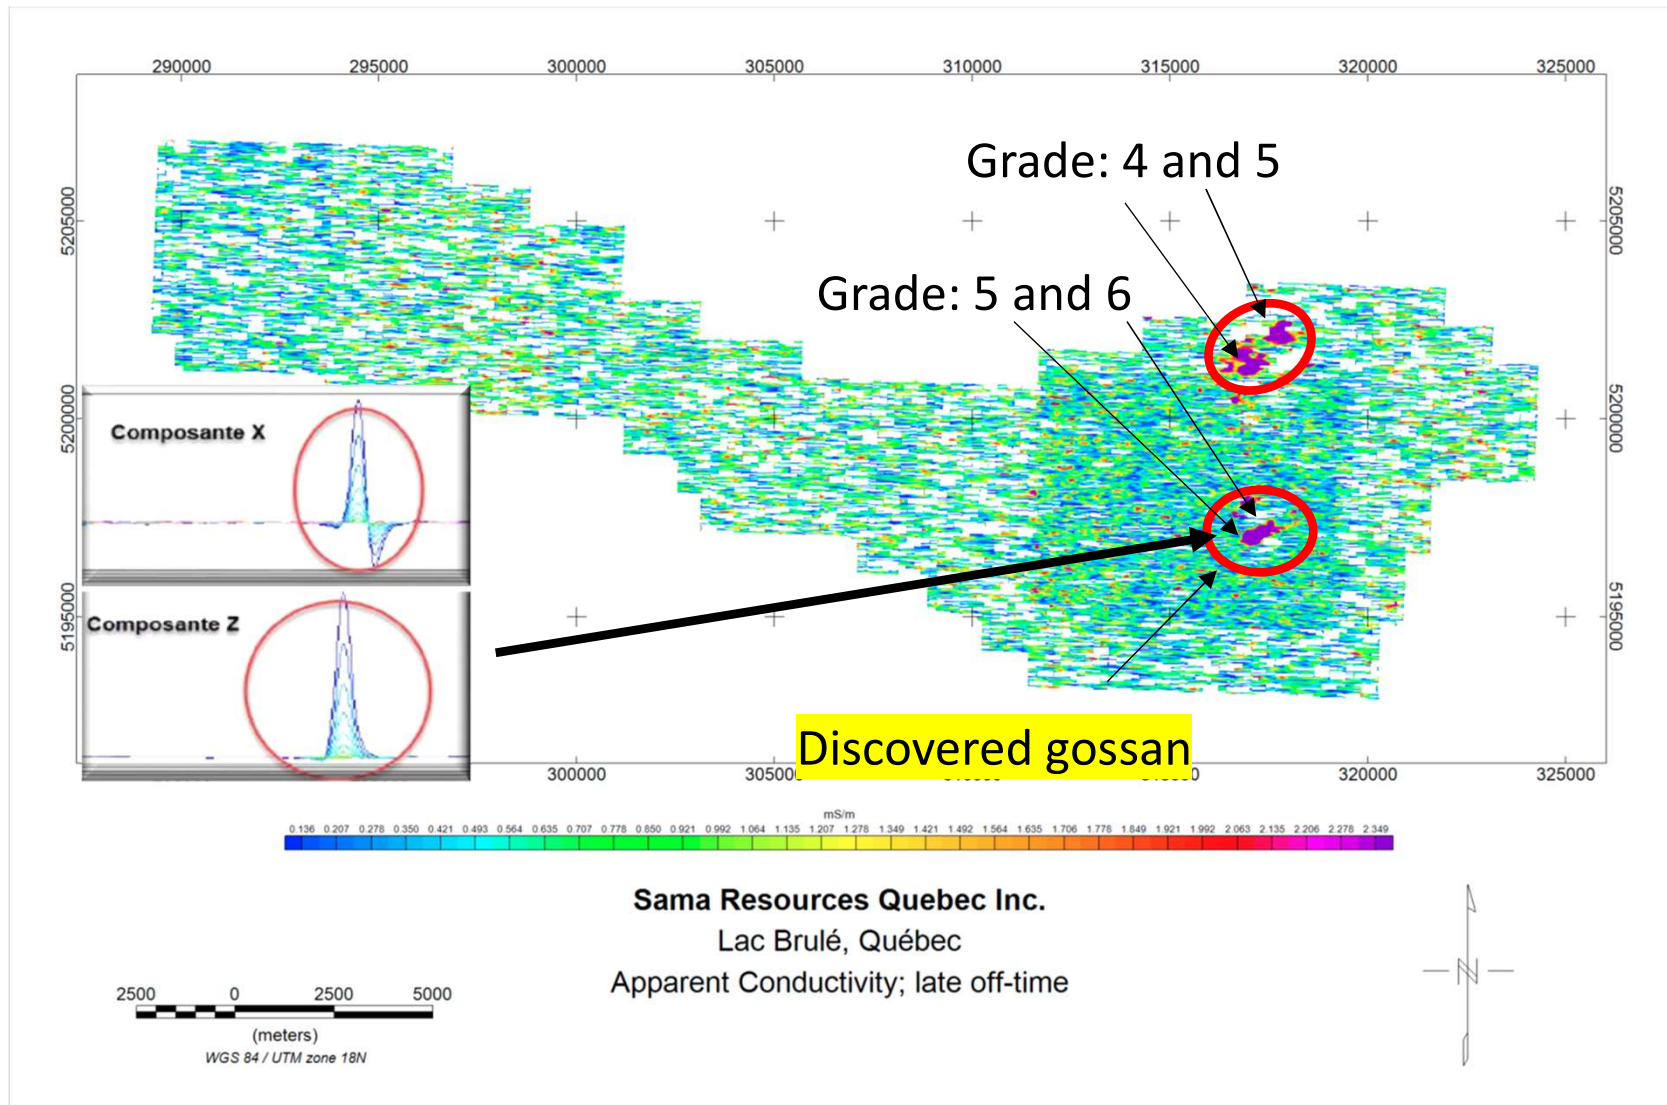 290000 295000 300000 305000 310000 315000 320000 325000
Grade: 4 and 5
5205000 5205000
Grade: 5 and 6
5200000 5200000
Composante X
5195000 5195000
Composante Z
Discovered gossan
300000 305000 315000 320000 325000
mS/m
0.136 0.207 0.278 0.350 0.421 0.493 0.564 0.635 0.707 0.778 0.850 0.921 0.992 1.064 1.135 1.207 1.278 1.349 1.421 1.492 1.564 1.635 1.706 1.778 1.849 1.921 1.992 2.063 2.135 2.206 2.278 2.349
Sama Resources Quebec Inc.
Lac Brulé, Québec
Apparent Conductivity; late off-time
2500 0 2500 5000
(meters)
WGS 84 / UTM zone 18N
N